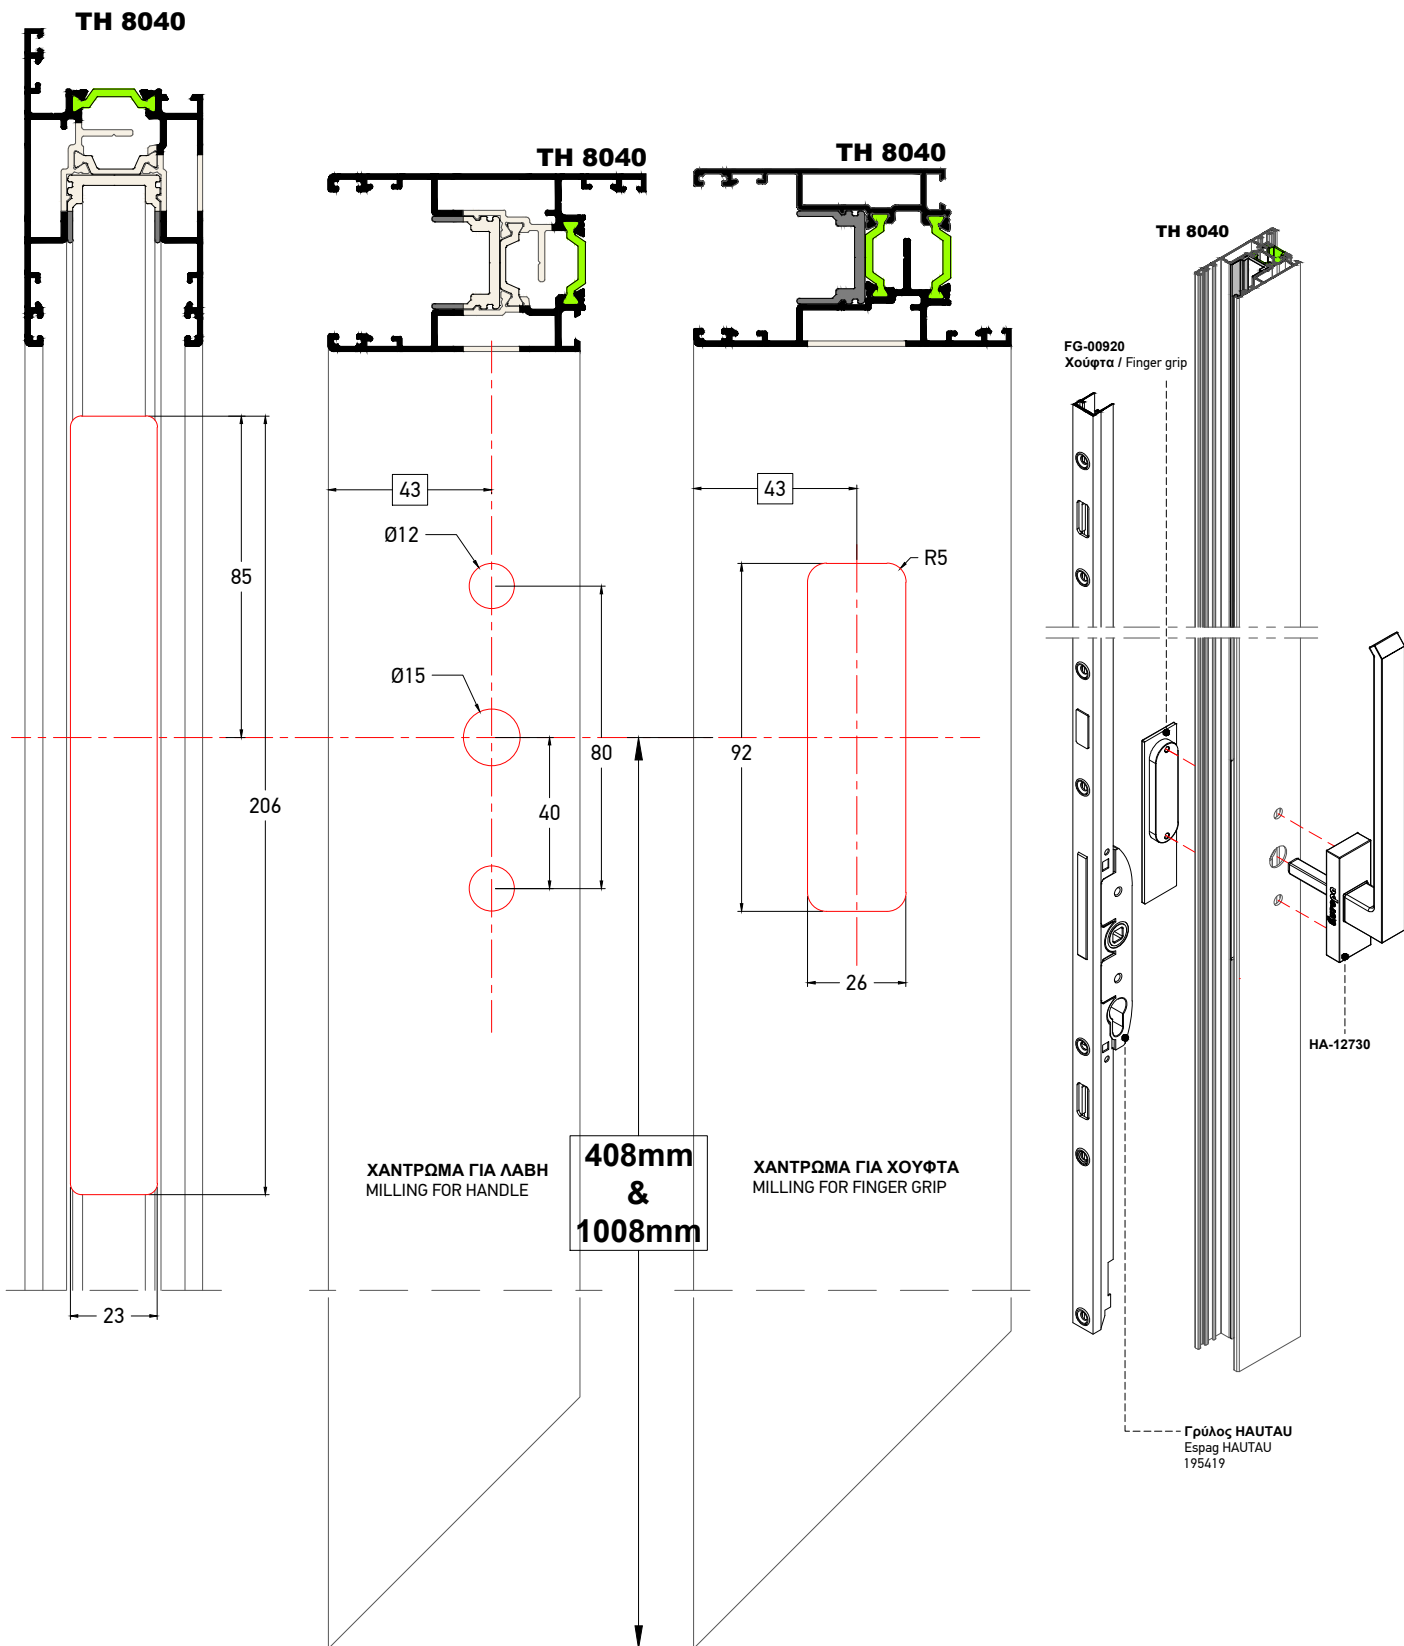 TH 8040
TH 8040
TH 8040
TH 8040
FG-00920
Χούφτα / Finger grip
43
43
Ø12
R5
85
Ø15
80
92
206
40
26
HA-12730
ΧΑΝΤΡΩΜΑ ΓΙΑ ΛΑΒΗ
MILLING FOR HANDLE
408mm
&
1008mm
ΧΑΝΤΡΩΜΑ ΓΙΑ ΧΟΥΦΤΑ
MILLING FOR FINGER GRIP
23
Γρύλος HAUTAU
Espag HAUTAU
195419